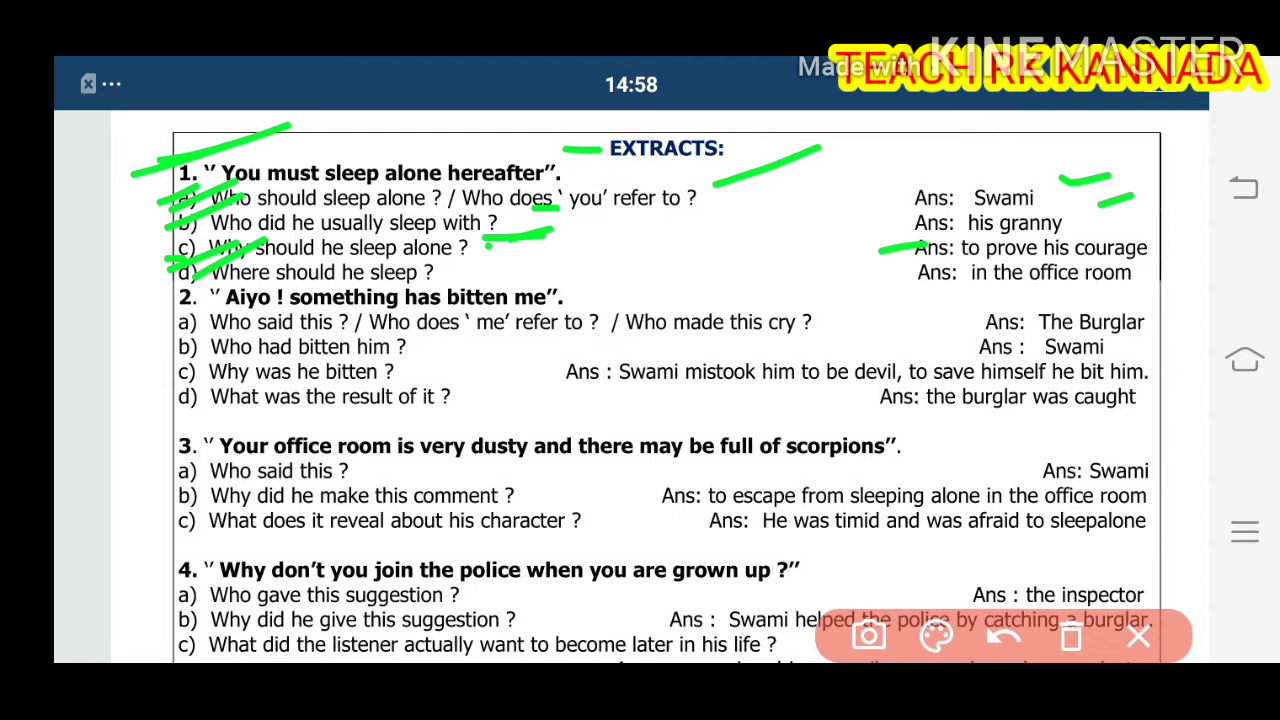 Made with KINEMASTER
TEACH RK KANNADA
14:58
EXTRACTS:
1. “ You must sleep alone hereafter”.
a) Who should sleep alone ? / Who does ‘ you’ refer to ? Ans: Swami
b) Who did he usually sleep with ? Ans: his granny
c) Why should he sleep alone ? Ans: to prove his courage
d) Where should he sleep ? Ans: in the office room
2. “ Aiyo ! something has bitten me”.
a) Who said this ? / Who does ‘ me’ refer to ? / Who made this cry ? Ans: The Burglar
b) Who had bitten him ? Ans : Swami
c) Why was he bitten ? Ans : Swami mistook him to be devil, to save himself he bit him.
d) What was the result of it ? Ans: the burglar was caught
3. “ Your office room is very dusty and there may be full of scorpions”.
a) Who said this ? Ans: Swami
b) Why did he make this comment ? Ans: to escape from sleeping alone in the office room
c) What does it reveal about his character ? Ans: He was timid and was afraid to sleepalone
4. “ Why don’t you join the police when you are grown up ?”
a) Who gave this suggestion ? Ans : the inspector
b) Why did he give this suggestion ? Ans : Swami helped the police by catching a burglar.
c) What did the listener actually want to become later in his life ?